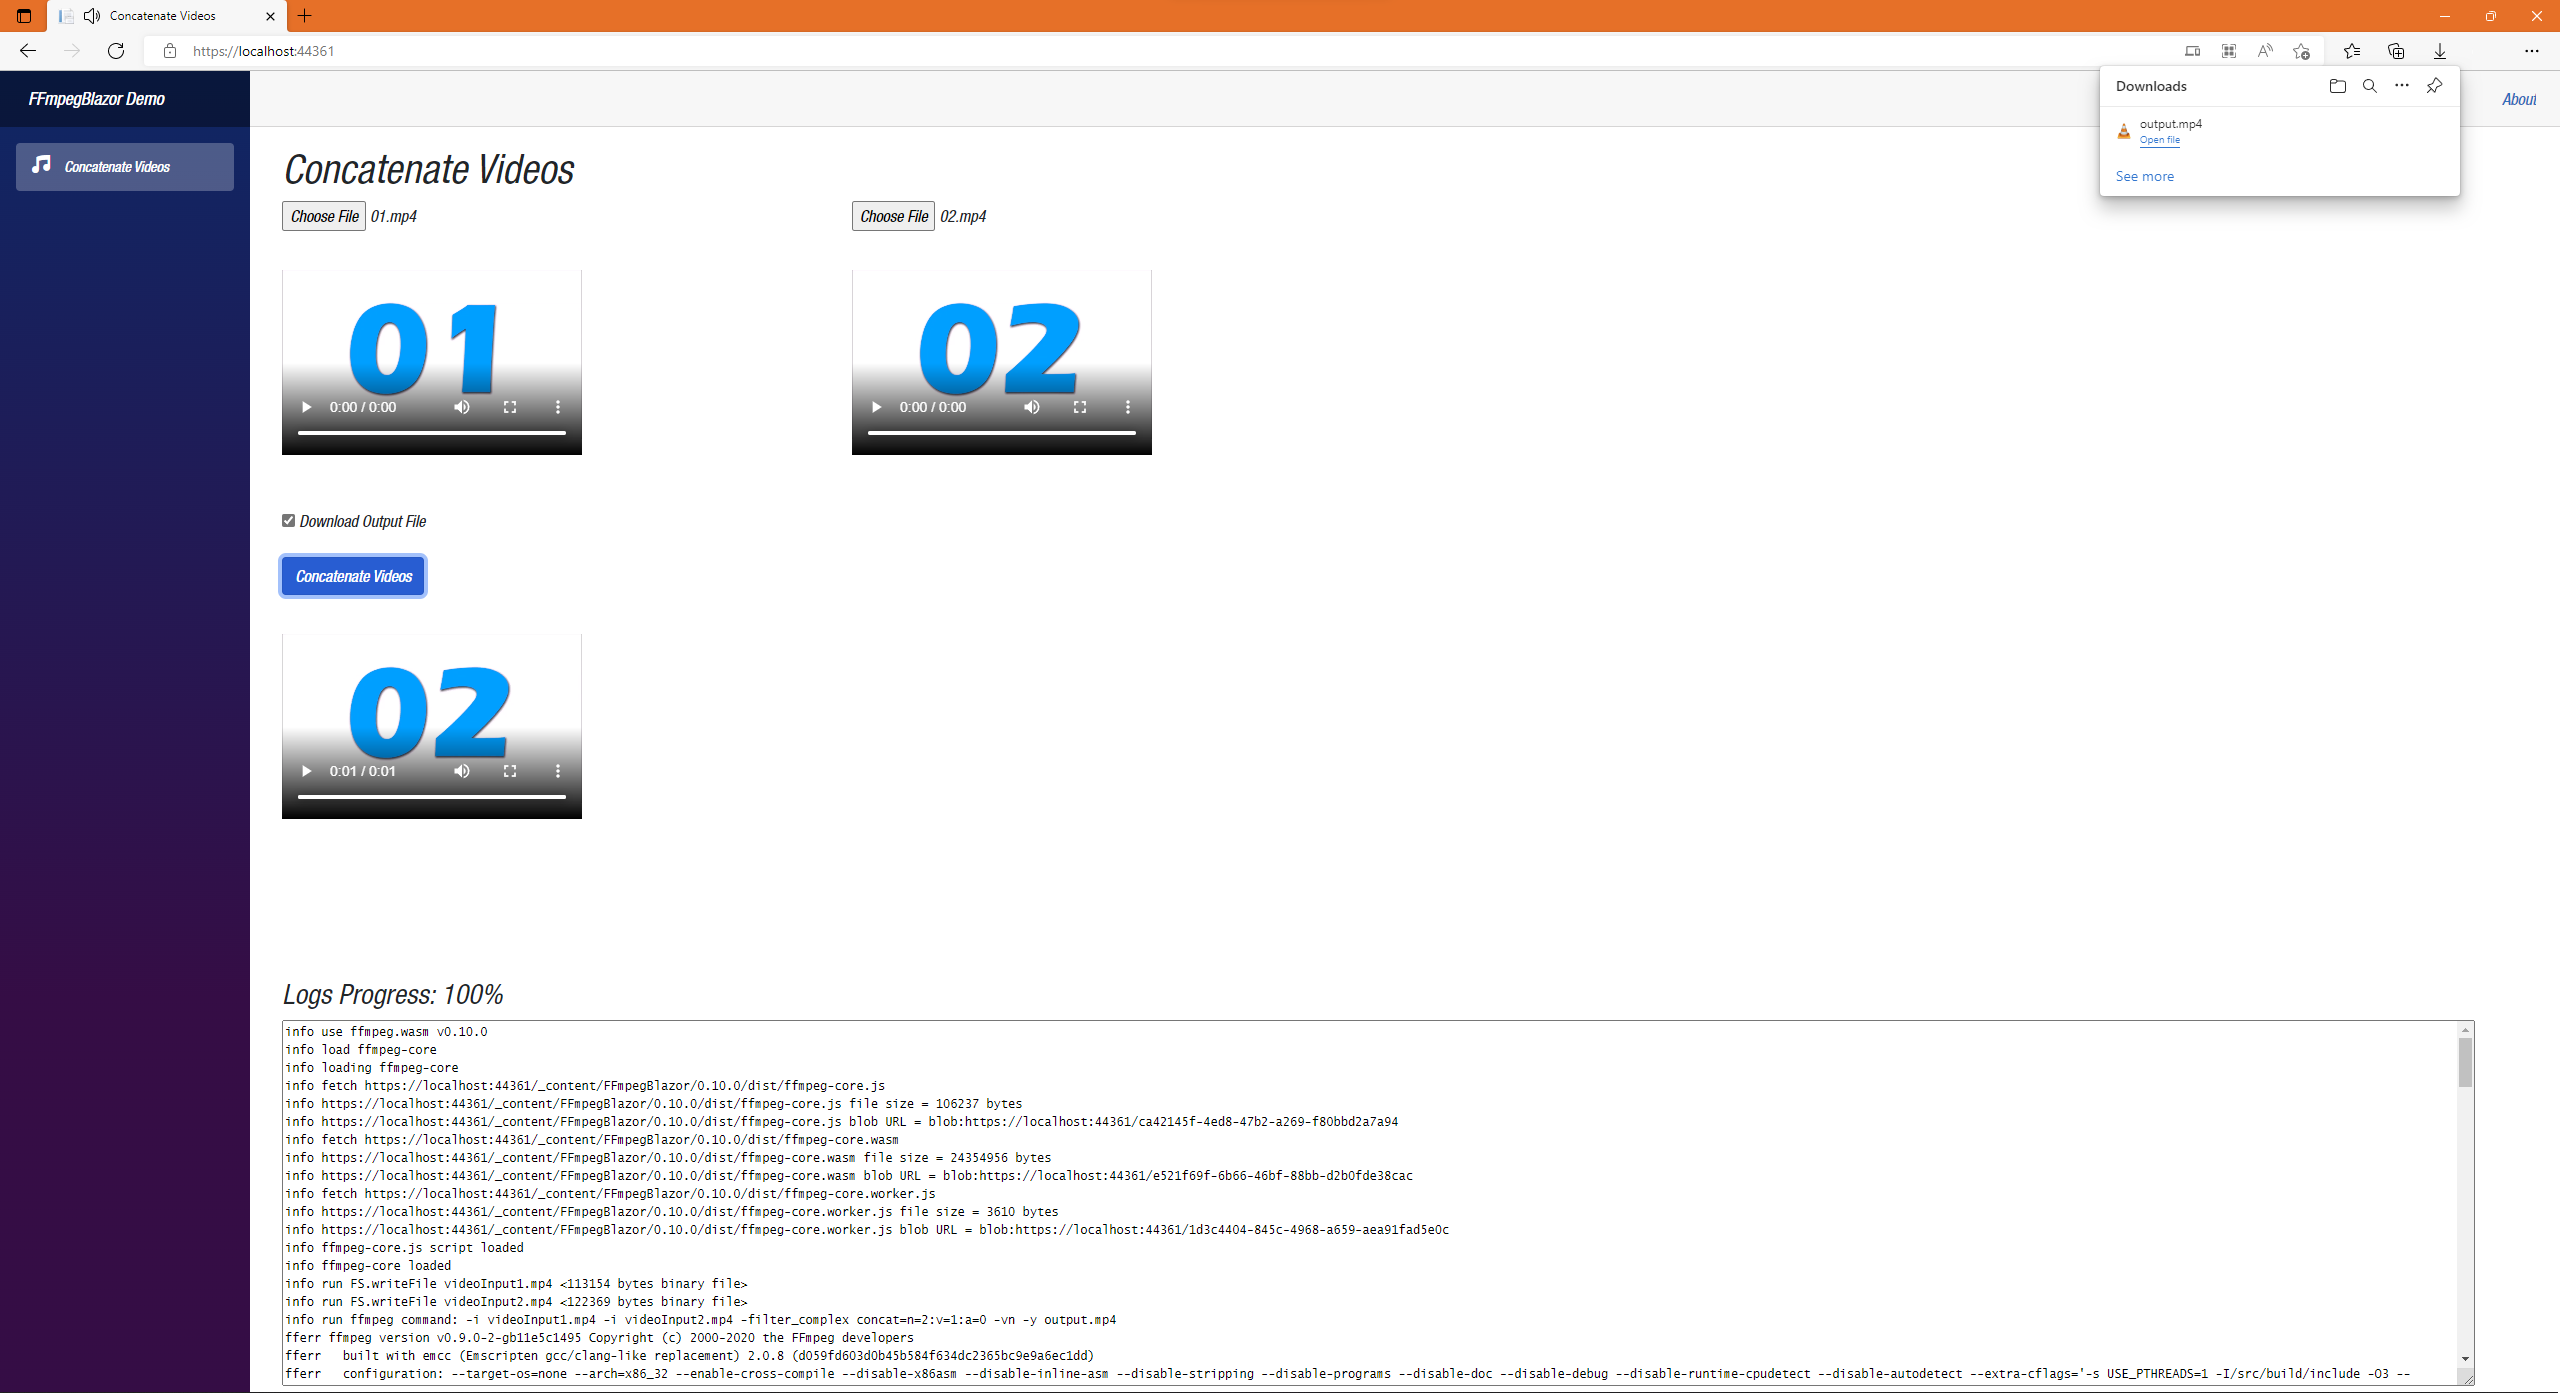 Concatenate Videos
https://localhost:44361
FFmpegBlazor Demo
About
Downloads
output.mp4
Open file
See more
Concatenate Videos
Concatenate Videos
Choose File 01.mp4
Choose File 02.mp4
01
0:00 / 0:00
02
0:00 / 0:00
Download Output File
Concatenate Videos
02
0:01 / 0:01
Logs Progress: 100%
info use ffmpeg.wasm v0.10.0
info load ffmpeg-core
info loading ffmpeg-core
info fetch https://localhost:44361/_content/FFmpegBlazor/0.10.0/dist/ffmpeg-core.js
info https://localhost:44361/_content/FFmpegBlazor/0.10.0/dist/ffmpeg-core.js file size = 106237 bytes
info https://localhost:44361/_content/FFmpegBlazor/0.10.0/dist/ffmpeg-core.js blob URL = blob:https://localhost:44361/ca42145f-4ed8-47b2-a269-f80bbd2a7a94
info fetch https://localhost:44361/_content/FFmpegBlazor/0.10.0/dist/ffmpeg-core.wasm
info https://localhost:44361/_content/FFmpegBlazor/0.10.0/dist/ffmpeg-core.wasm file size = 24354956 bytes
info https://localhost:44361/_content/FFmpegBlazor/0.10.0/dist/ffmpeg-core.wasm blob URL = blob:https://localhost:44361/e521f69f-6b66-46bf-88bb-d2b0fde38cac
info fetch https://localhost:44361/_content/FFmpegBlazor/0.10.0/dist/ffmpeg-core.worker.js
info https://localhost:44361/_content/FFmpegBlazor/0.10.0/dist/ffmpeg-core.worker.js file size = 3610 bytes
info https://localhost:44361/_content/FFmpegBlazor/0.10.0/dist/ffmpeg-core.worker.js blob URL = blob:https://localhost:44361/1d3c4404-845c-4968-a659-aea91fad5e0c
info ffmpeg-core.js script loaded
info ffmpeg-core loaded
info run FS.writeFile videoInput1.mp4 <113154 bytes binary file>
info run FS.writeFile videoInput2.mp4 <122369 bytes binary file>
info run ffmpeg command: -i videoInput1.mp4 -i videoInput2.mp4 -filter_complex concat=n=2:v=1:a=0 -vn -y output.mp4
fferr ffmpeg version v0.9.0-2-gb11e5c1495 Copyright (c) 2000-2020 the FFmpeg developers
fferr   built with emcc (Emscripten gcc/clang-like replacement) 2.0.8 (d059fd603d0b45b584f634dc2365bc9e9a6ec1dd)
fferr   configuration: --target-os=none --arch=x86_32 --enable-cross-compile --disable-x86asm --disable-inline-asm --disable-stripping --disable-programs --disable-doc --disable-debug --disable-runtime-cpudetect --disable-autodetect --extra-cflags='-s USE_PTHREADS=1 -I/src/build/include -O3 --